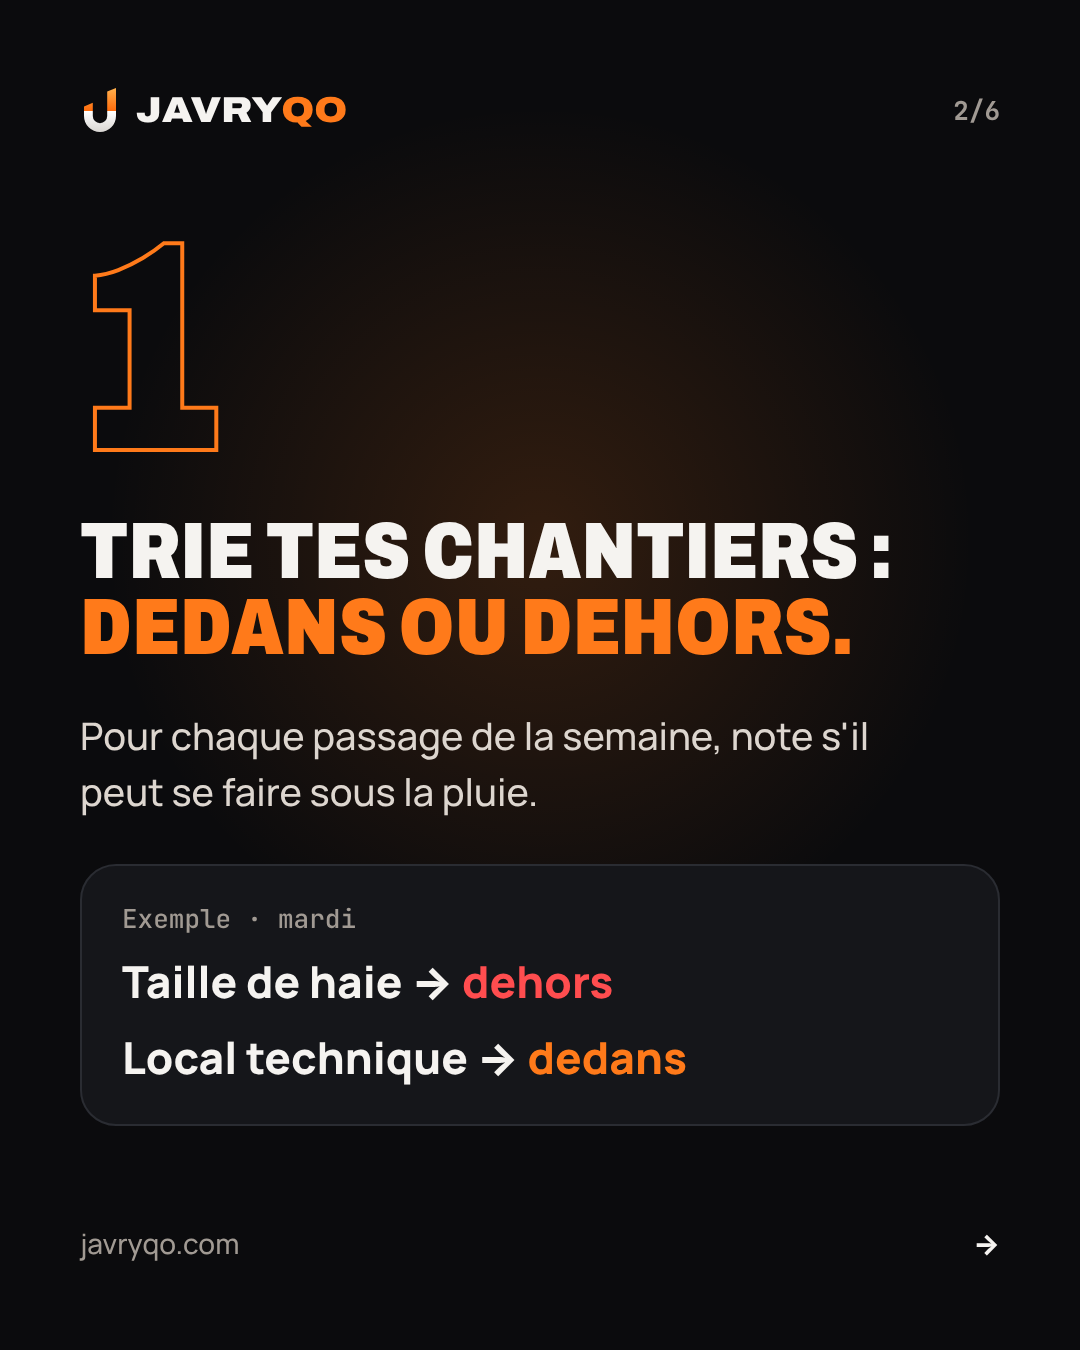 JAVRYQO
2/6
1
TRIE TES CHANTIERS :
DEDANS OU DEHORS.
Pour chaque passage de la semaine, note s'il
peut se faire sous la pluie.
Exemple · mardi
Taille de haie → dehors
Local technique → dedans
javryqo.com
→